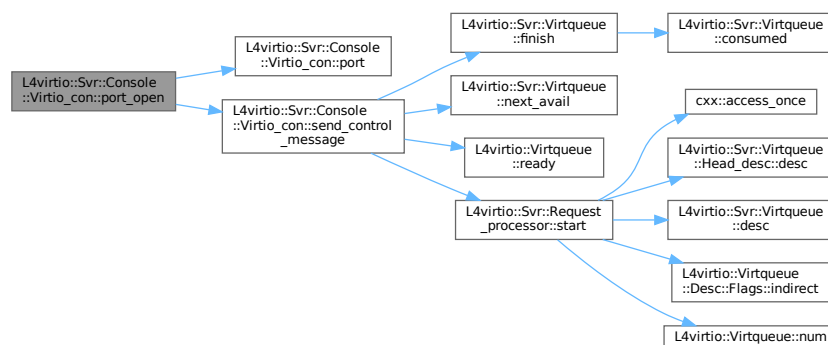 L4virtio::Svr::Console
::Virtio_con::port_open
L4virtio::Svr::Console
::Virtio_con::port
L4virtio::Svr::Console
::Virtio_con::send_control
_message
L4virtio::Svr::Virtqueue
::finish
L4virtio::Svr::Virtqueue
::next_avail
L4virtio::Virtqueue
::ready
L4virtio::Svr::Request
_processor::start
L4virtio::Svr::Virtqueue
::consumed
cxx::access_once
L4virtio::Svr::Virtqueue
::Head_desc::desc
L4virtio::Svr::Virtqueue
::desc
L4virtio::Virtqueue
::Desc::Flags::indirect
L4virtio::Virtqueue::num